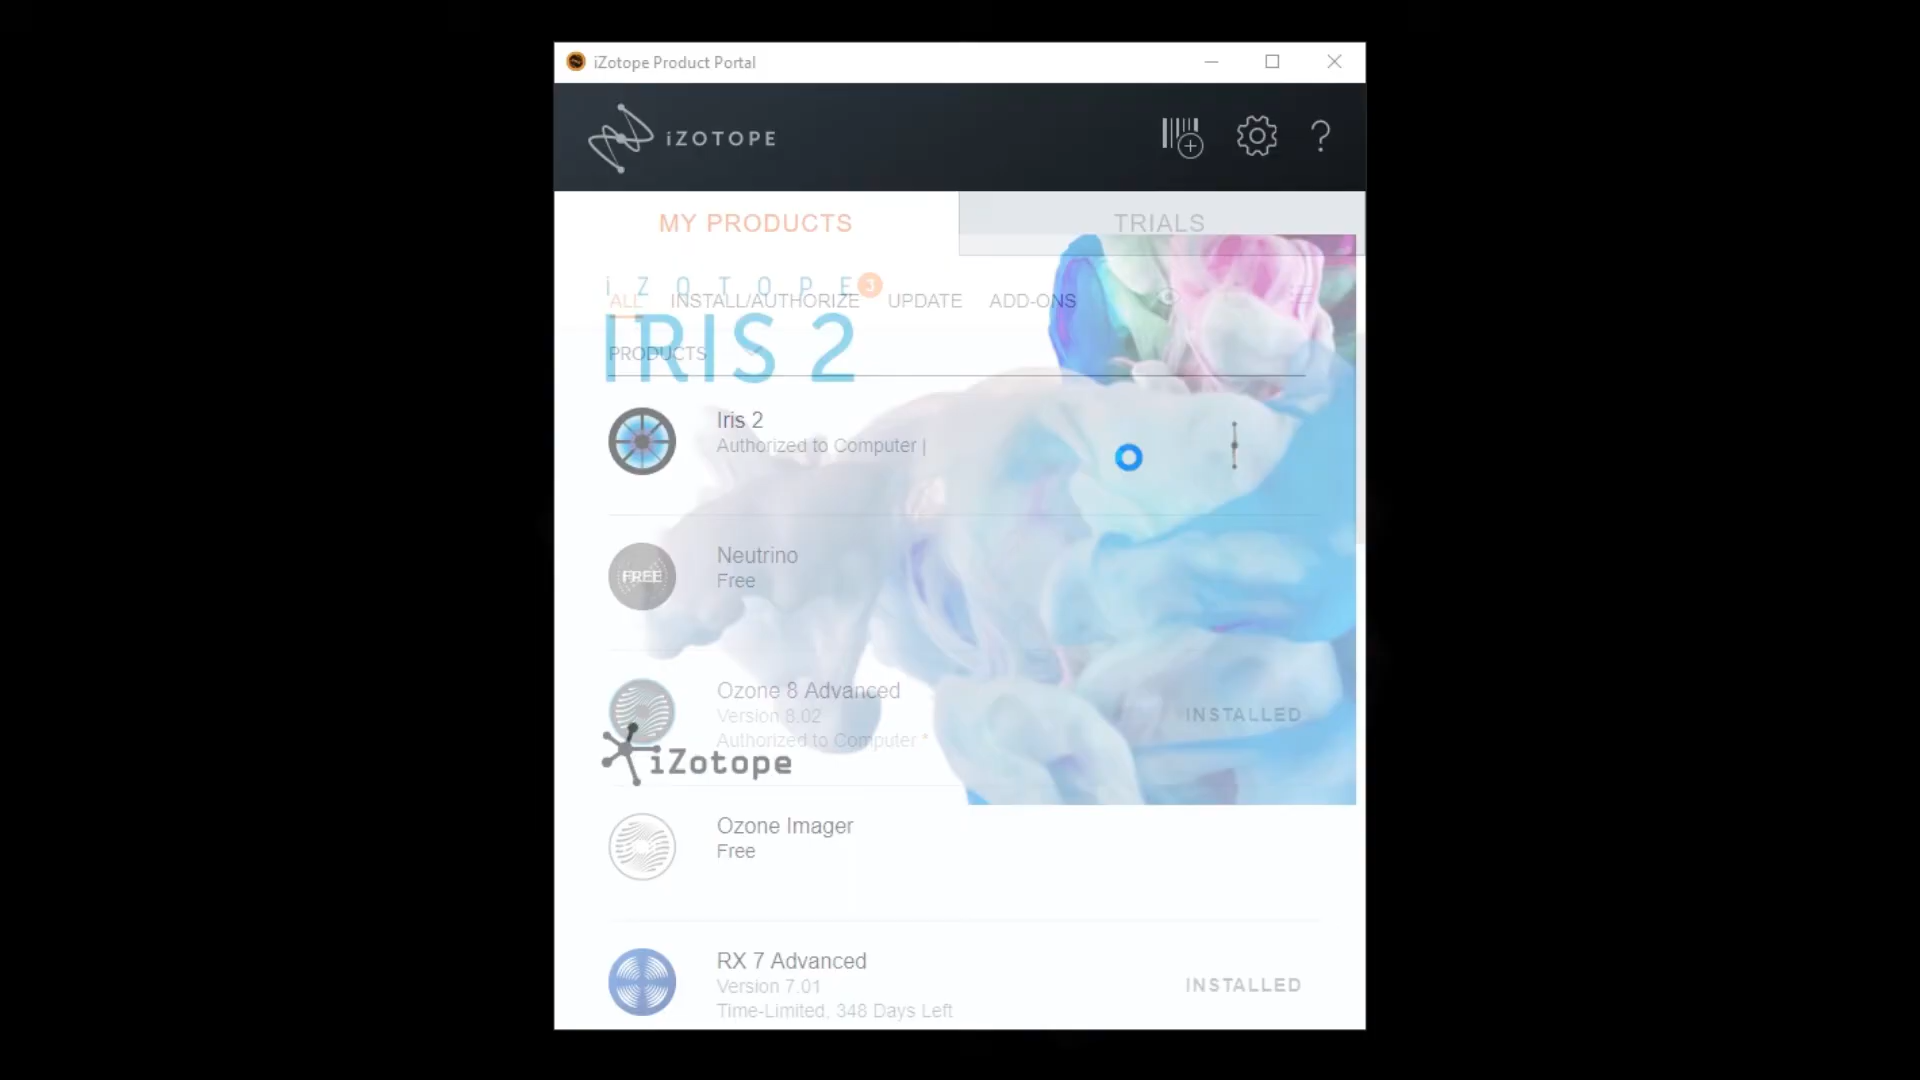 iZotope Product Portal
iZOTOPE
?
MY PRODUCTS
TRIALS
iZOTOPE
3
ALL
INSTALL/AUTHORIZE
UPDATE
ADD-ONS
IRIS 2
PRODUCTS
Iris 2
Authorized to Computer |
FREE
Neutrino
Free
Ozone 8 Advanced
Version 8.02
Authorized to Computer *
INSTALLED
iZotope
Ozone Imager
Free
RX 7 Advanced
Version 7.01
Time-Limited, 348 Days Left
INSTALLED